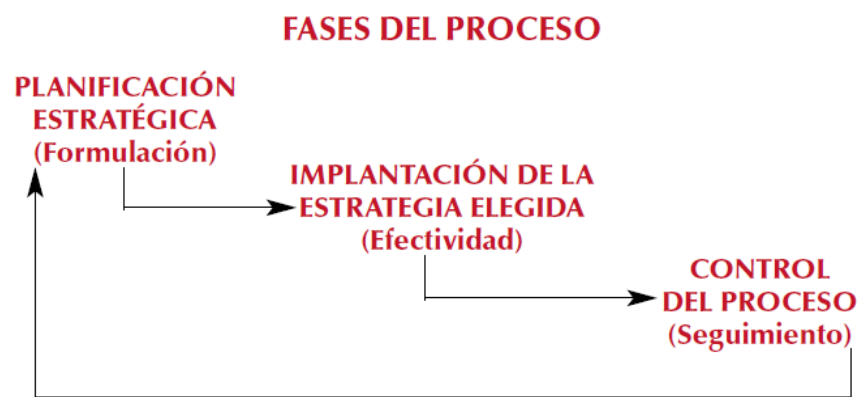 FASES DEL PROCESO
PLANIFICACIÓN
ESTRATÉGICA
(Formulación)
IMPLANTACIÓN DE LA
ESTRATEGIA ELEGIDA
(Efectividad)
CONTROL
DEL PROCESO
(Seguimiento)